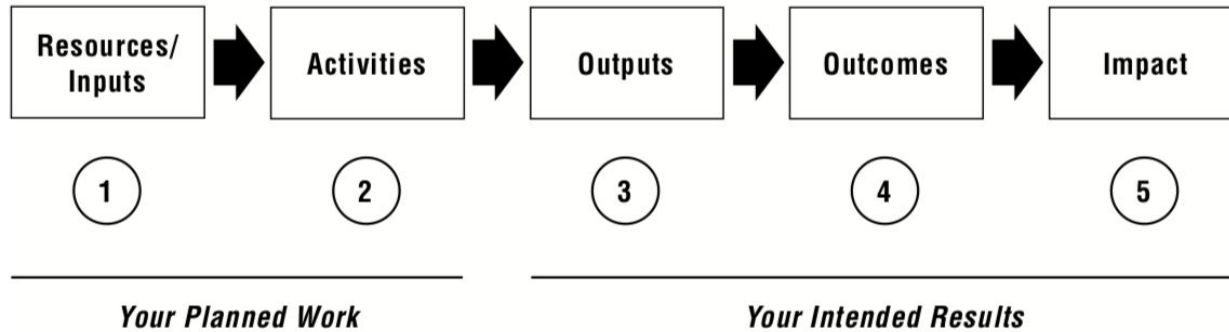 Resources/
Inputs
Activities
Outputs
Outcomes
Impact
1
2
3
4
5
Your Planned Work
Your Intended Results